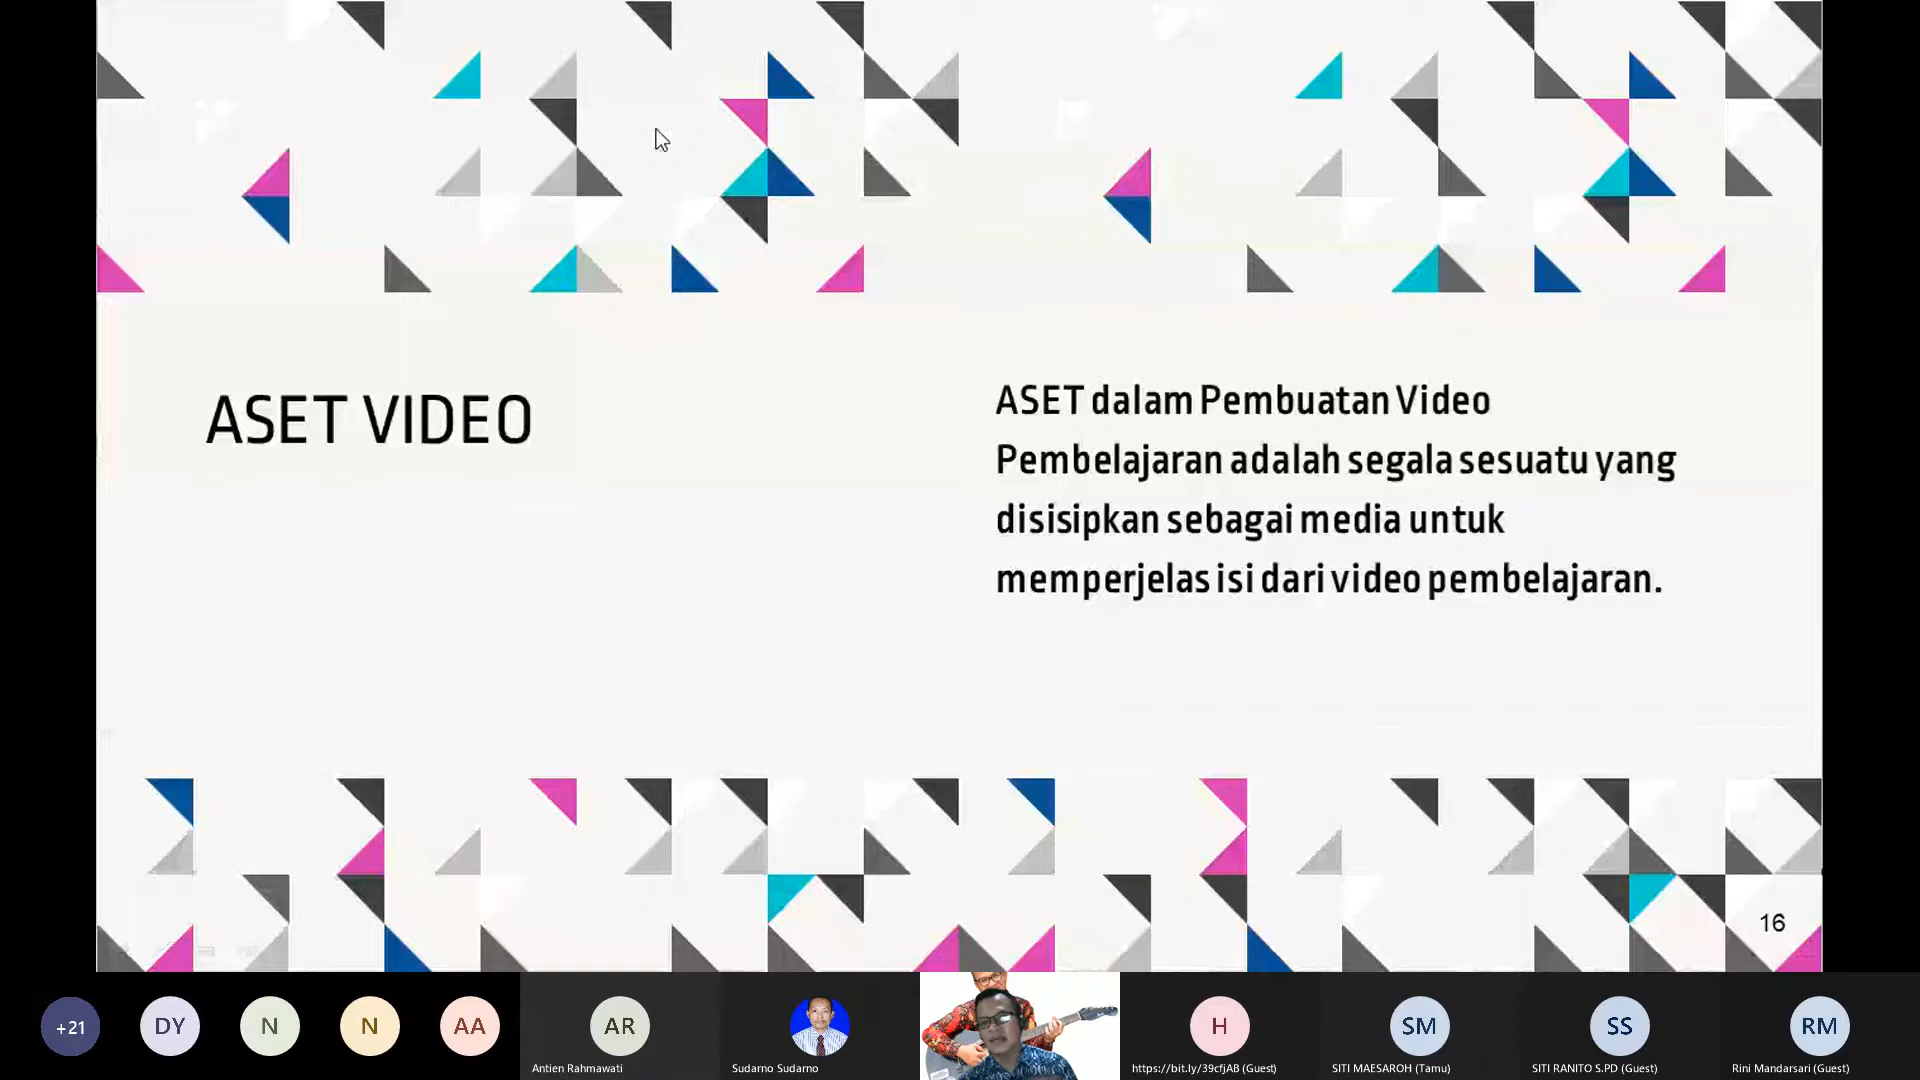 ASET VIDEO
ASET dalam Pembuatan Video
Pembelajaran adalah segala sesuatu yang
disisipkan sebagai media untuk
memperjelas isi dari video pembelajaran.
16
+21
DY
N
N
AA
AR
Antien Rahmawati
Sudarno Sudarno
H
https://bit.ly/39cfjAB (Guest)
SM
SITI MAESAROH (Tamu)
SS
SITI RANITO S.PD (Guest)
RM
Rini Mandarsari (Guest)